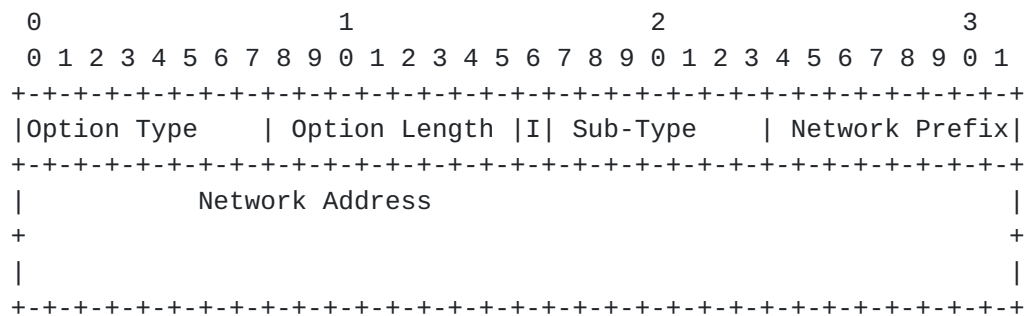 0                   1                   2                   3
 0 1 2 3 4 5 6 7 8 9 0 1 2 3 4 5 6 7 8 9 0 1 2 3 4 5 6 7 8 9 0 1
+-+-+-+-+-+-+-+-+-+-+-+-+-+-+-+-+-+-+-+-+-+-+-+-+-+-+-+-+-+-+-+-+
|Option Type    | Option Length |I| Sub-Type    | Network Prefix|
+-+-+-+-+-+-+-+-+-+-+-+-+-+-+-+-+-+-+-+-+-+-+-+-+-+-+-+-+-+-+-+-+
|           Network Address                                     |
+                                                               +
|                                                               |
+-+-+-+-+-+-+-+-+-+-+-+-+-+-+-+-+-+-+-+-+-+-+-+-+-+-+-+-+-+-+-+-+